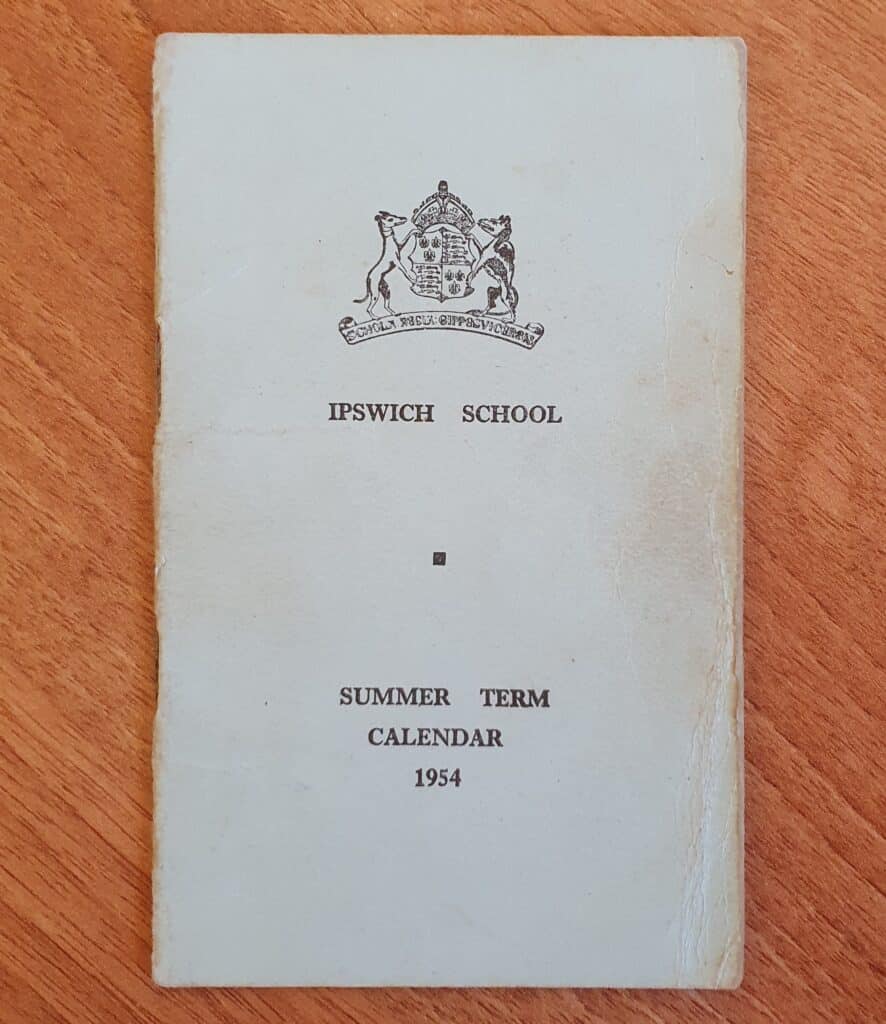 SCHOLA REGIA GIPPESVICENSIS
IPSWICH SCHOOL
SUMMER TERM
CALENDAR
1954